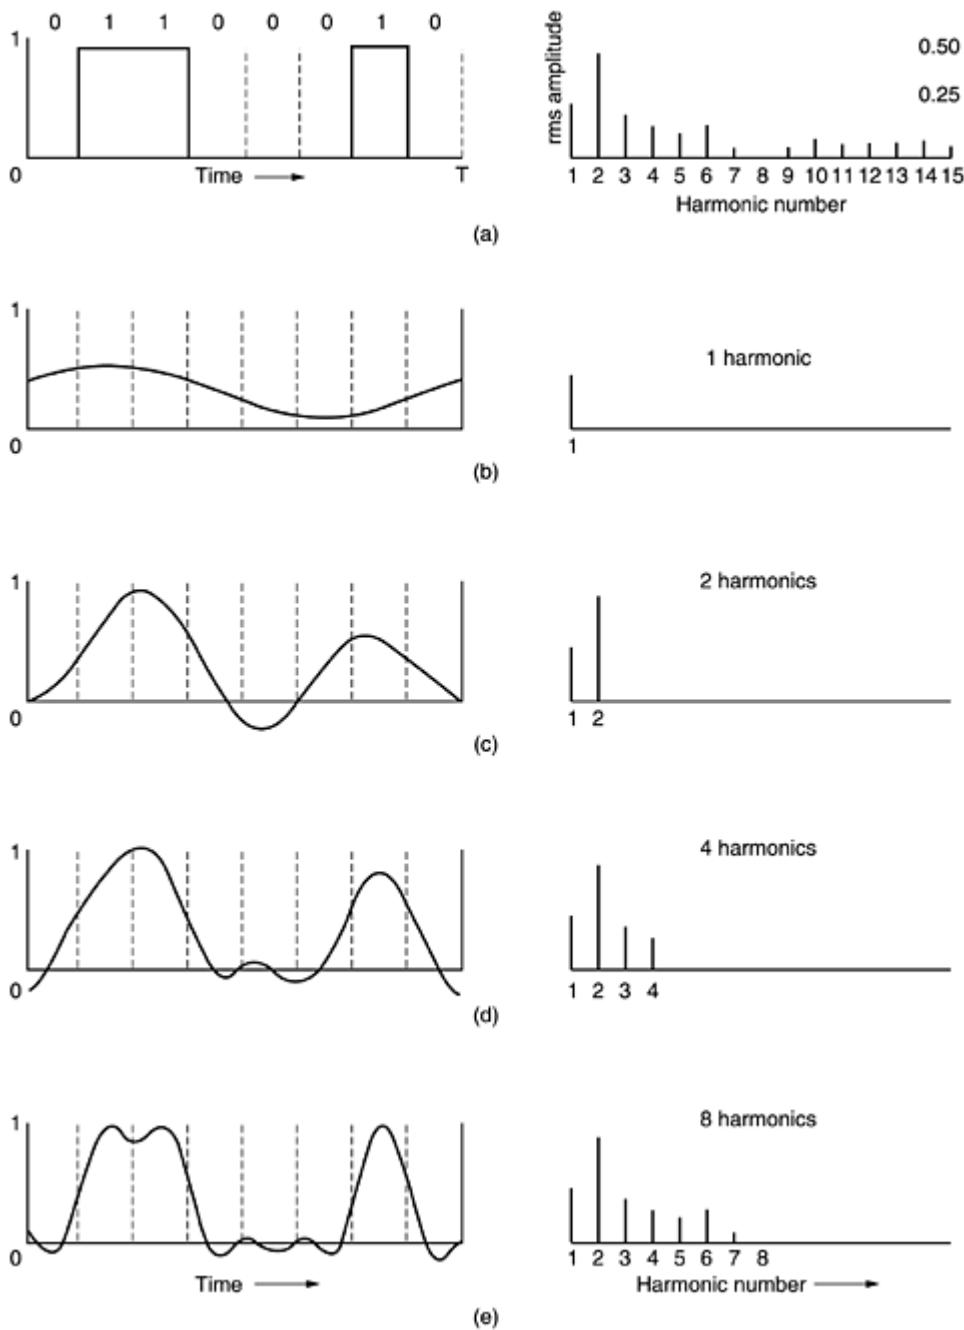 0 1 1 0 0 0 1 0
1
0
Time
T
rms amplitude
0.50
0.25
1 2 3 4 5 6 7 8 9 10 11 12 13 14 15
Harmonic number
(a)
1
0
1 harmonic
1
(b)
1
0
2 harmonics
1 2
(c)
1
0
4 harmonics
1 2 3 4
(d)
1
0
Time
8 harmonics
1 2 3 4 5 6 7 8
Harmonic number
(e)